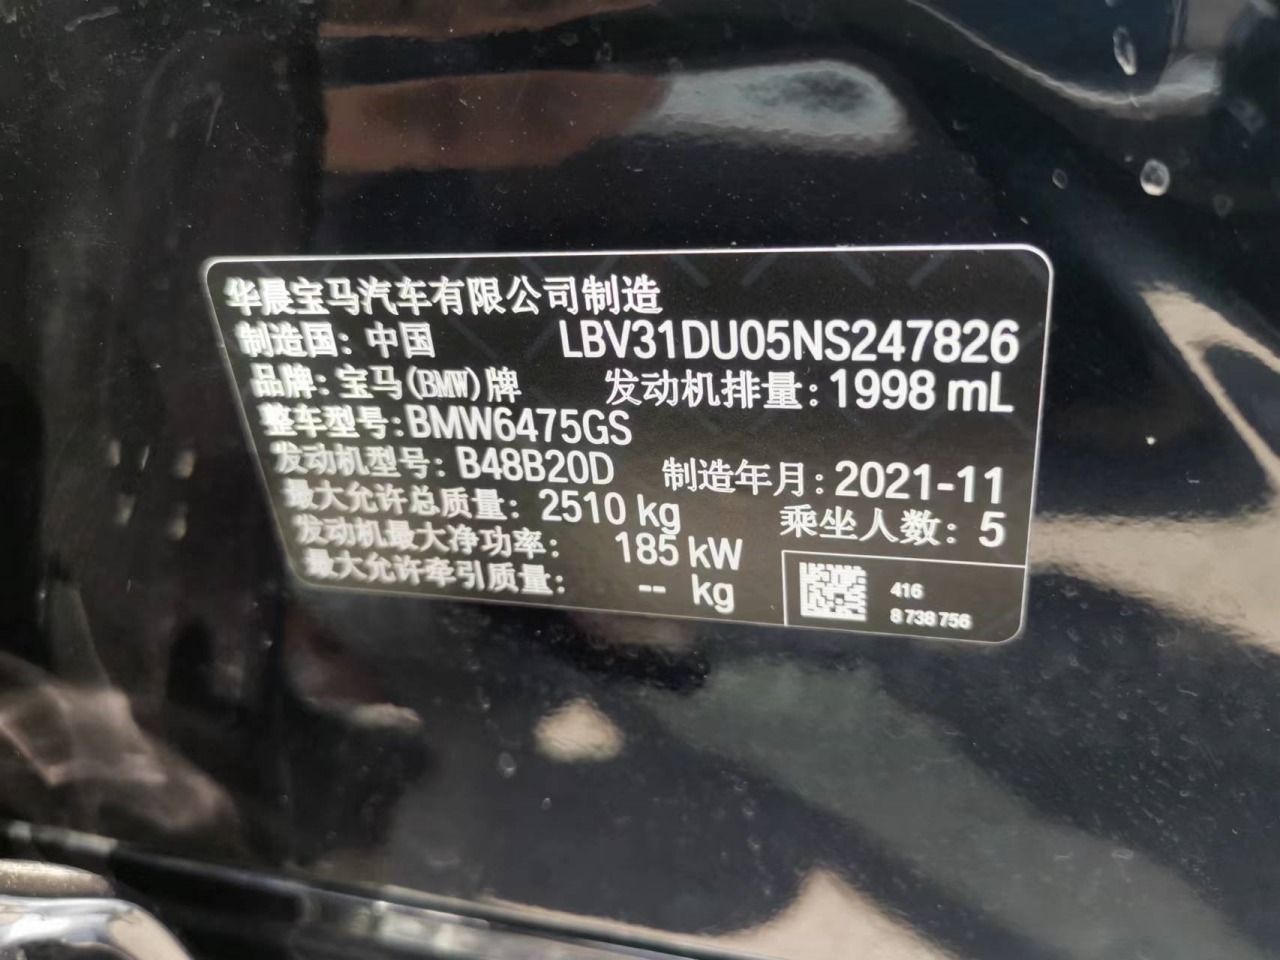 华晨宝马汽车有限公司制造
制造国：中国 LBV31DU05NS247826
品牌：宝马(BMW)牌 发动机排量：1998 mL
整车型号：BMW6475GS
发动机型号：B48B20D 制造年月：2021-11
最大允许总质量：2510 kg 乘坐人数：5
发动机最大净功率：185 kW
最大允许牵引质量：-- kg
416
8 738 756